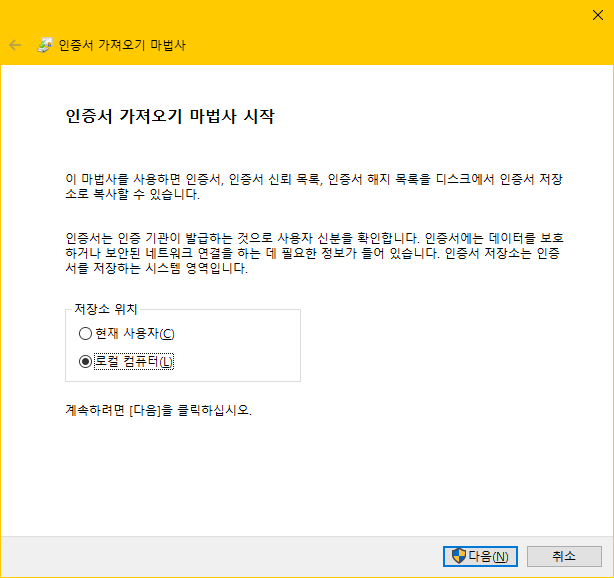 인증서 가져오기 마법사
인증서 가져오기 마법사 시작
이 마법사를 사용하면 인증서, 인증서 신뢰 목록, 인증서 해지 목록을 디스크에서 인증서 저장
소로 복사할 수 있습니다.
인증서는 인증 기관이 발급하는 것으로 사용자 신분을 확인합니다. 인증서에는 데이터를 보호
하거나 보안된 네트워크 연결을 하는 데 필요한 정보가 들어 있습니다. 인증서 저장소는 인증
서를 저장하는 시스템 영역입니다.
저장소 위치
현재 사용자(C)
로컬 컴퓨터(L)
계속하려면 [다음]을 클릭하십시오.
다음(N)
취소